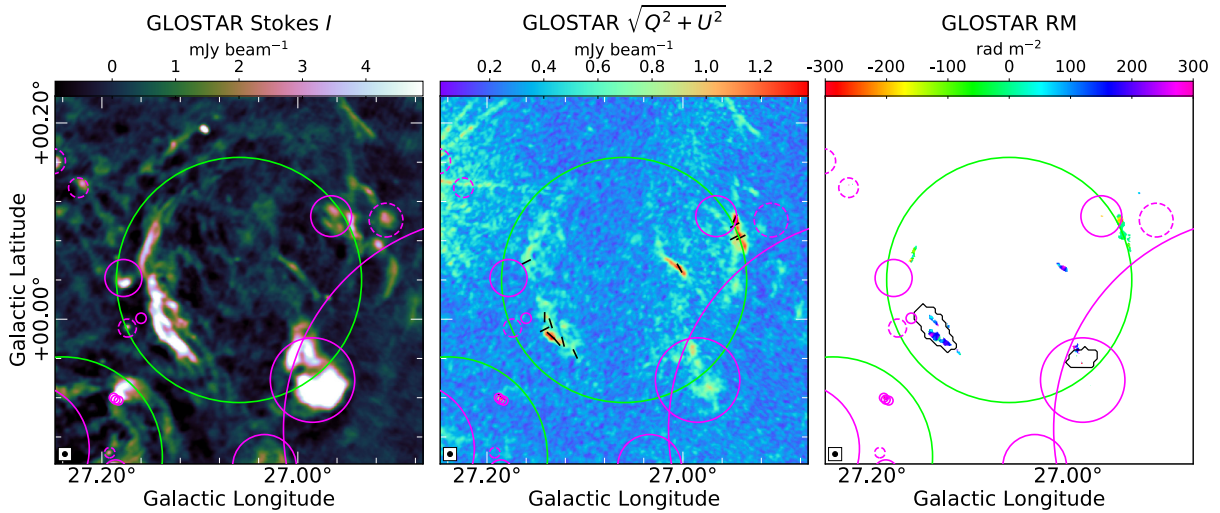 GLOSTAR Stokes I
mJy beam⁻¹
0 1 2 3 4
GLOSTAR √Q² + U²
mJy beam⁻¹
0.2 0.4 0.6 0.8 1.0 1.2
GLOSTAR RM
rad m⁻²
-300 -200 -100 0 100 200 300
+00.20°
+00.00°
Galactic Latitude
27.20° 27.00°
Galactic Longitude
27.20° 27.00°
Galactic Longitude
27.20° 27.00°
Galactic Longitude